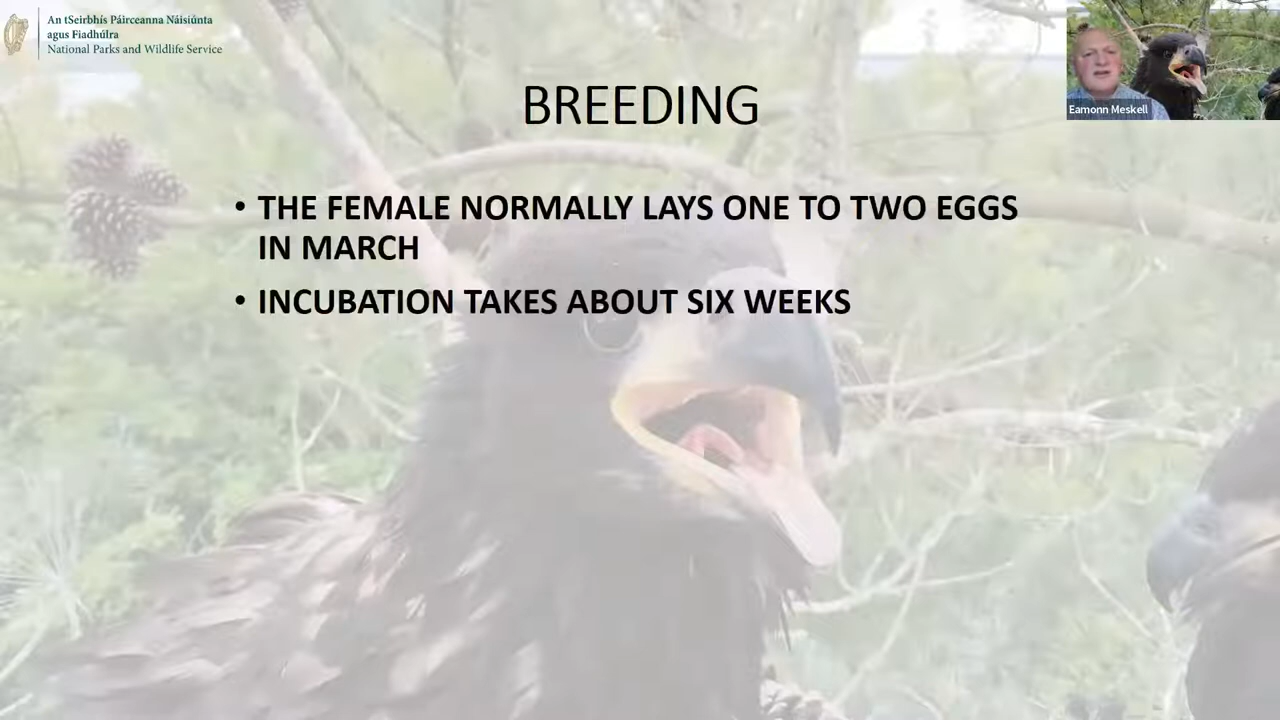 An tSeirbhís Páirceanna Náisiúnta
agus Fiadhúlra
National Parks and Wildlife Service
Eamonn Meskell
BREEDING
• THE FEMALE NORMALLY LAYS ONE TO TWO EGGS
IN MARCH
• INCUBATION TAKES ABOUT SIX WEEKS